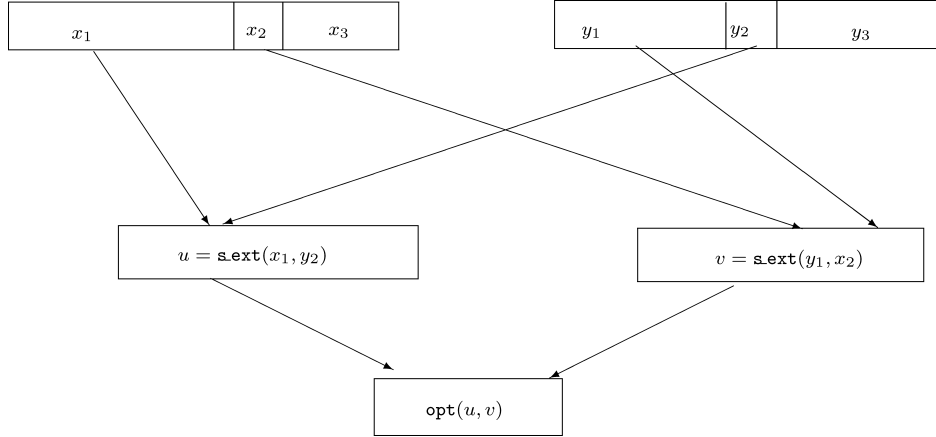 x₁ x₂ x₃ y₁ y₂ y₃
u = s_ext(x₁, y₂) v = s_ext(y₁, x₂)
opt(u, v)